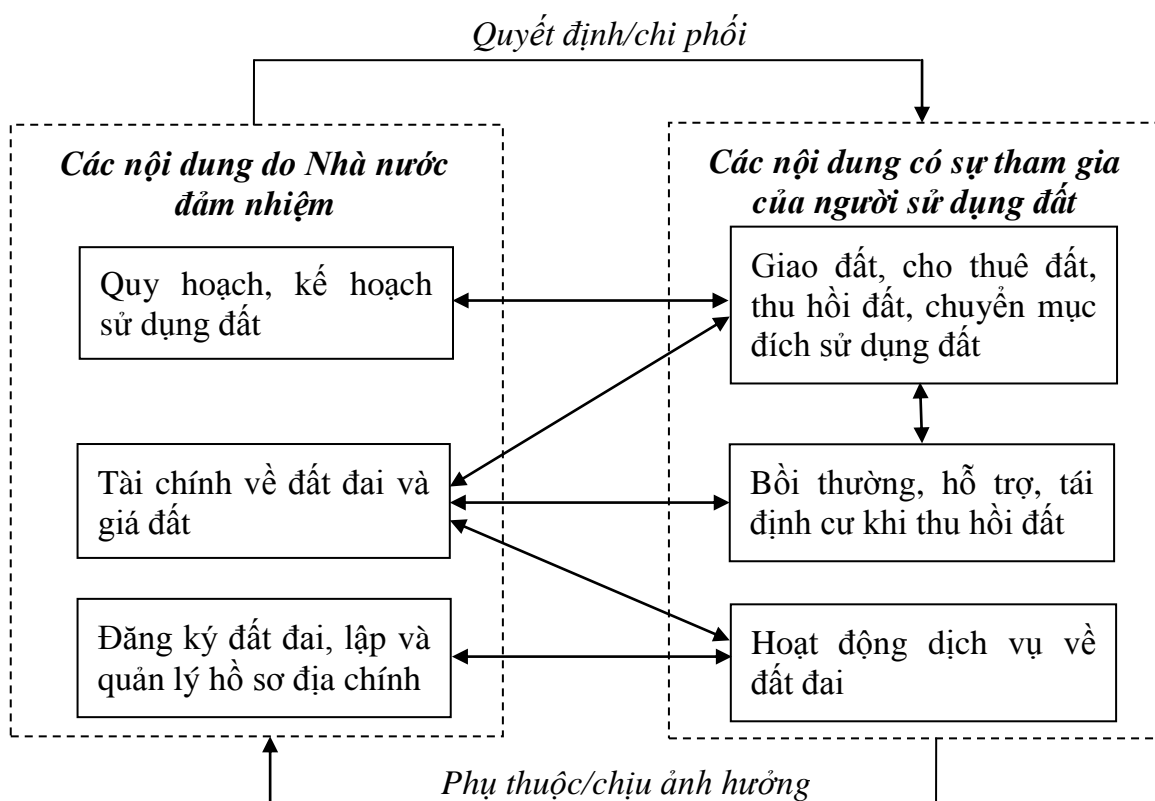 Quyết định/chi phối
Các nội dung do Nhà nước
đảm nhiệm
Quy hoạch, kế hoạch
sử dụng đất
Tài chính về đất đai và
giá đất
Đăng ký đất đai, lập và
quản lý hồ sơ địa chính
Các nội dung có sự tham gia
của người sử dụng đất
Giao đất, cho thuê đất,
thu hồi đất, chuyển mục
đích sử dụng đất
Bồi thường, hỗ trợ, tái
định cư khi thu hồi đất
Hoạt động dịch vụ về
đất đai
Phụ thuộc/chịu ảnh hưởng